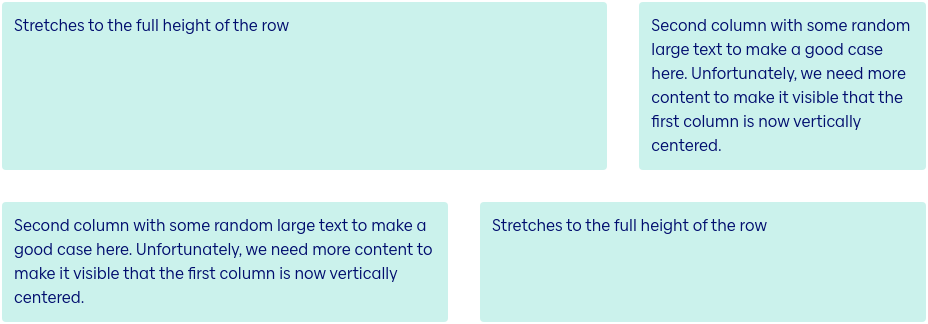 Stretches to the full height of the row
Second column with some random
large text to make a good case
here. Unfortunately, we need more
content to make it visible that the
first column is now vertically
centered.
Second column with some random large text to make a
good case here. Unfortunately, we need more content to
make it visible that the first column is now vertically
centered.
Stretches to the full height of the row